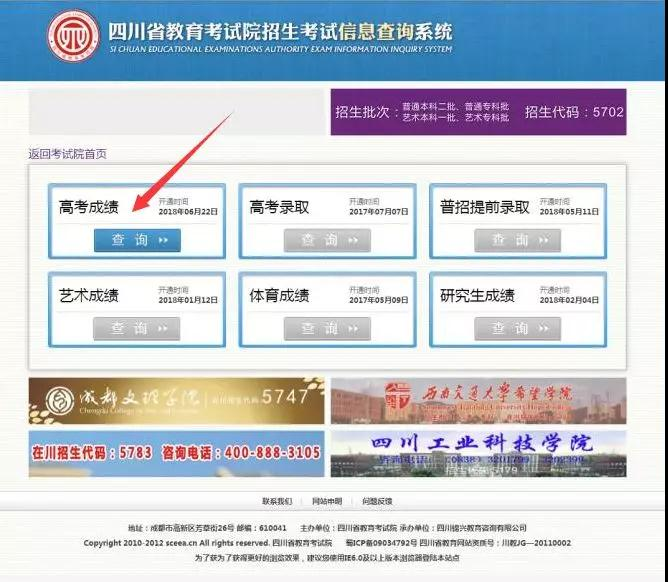 四川省教育考试院招生考试信息查询系统
SI CHUAN EDUCATIONAL EXAMINATIONS AUTHORITY EXAM INFORMATION INQUIRY SYSTEM
招生批次：普通本科二批、普通专科批
艺术本科一批、艺术专科批
招生代码：5702
返回考试院首页
高考成绩
开通时间
2018年06月22日
查 询
高考录取
开通时间
2017年07月07日
查 询
普招提前录取
开通时间
2018年05月11日
查 询
艺术成绩
开通时间
2018年01月12日
查 询
体育成绩
开通时间
2017年05月09日
查 询
研究生成绩
开通时间
2018年02月04日
查 询
成都文理学院
在川招生代码 5747
西南交通大学希望学院
在川招生代码：5783 咨询电话：400-888-3105
四川工业科技学院
联系我们
网站申明
问题反馈
地址：成都市高新区芳草街26号 邮编：610041 主办单位：四川省教育考试院 承办单位：四川锦兴教育咨询有限公司
Copyright 2010-2012 sceea.cn All rights reserved. 四川省教育考试院 蜀ICP备09034792号 四川省教育网站资质号：川教JG—20110002
为了获为了获得更好的浏览效果，建议您使用IE6.0及以上版本浏览器登陆本站点